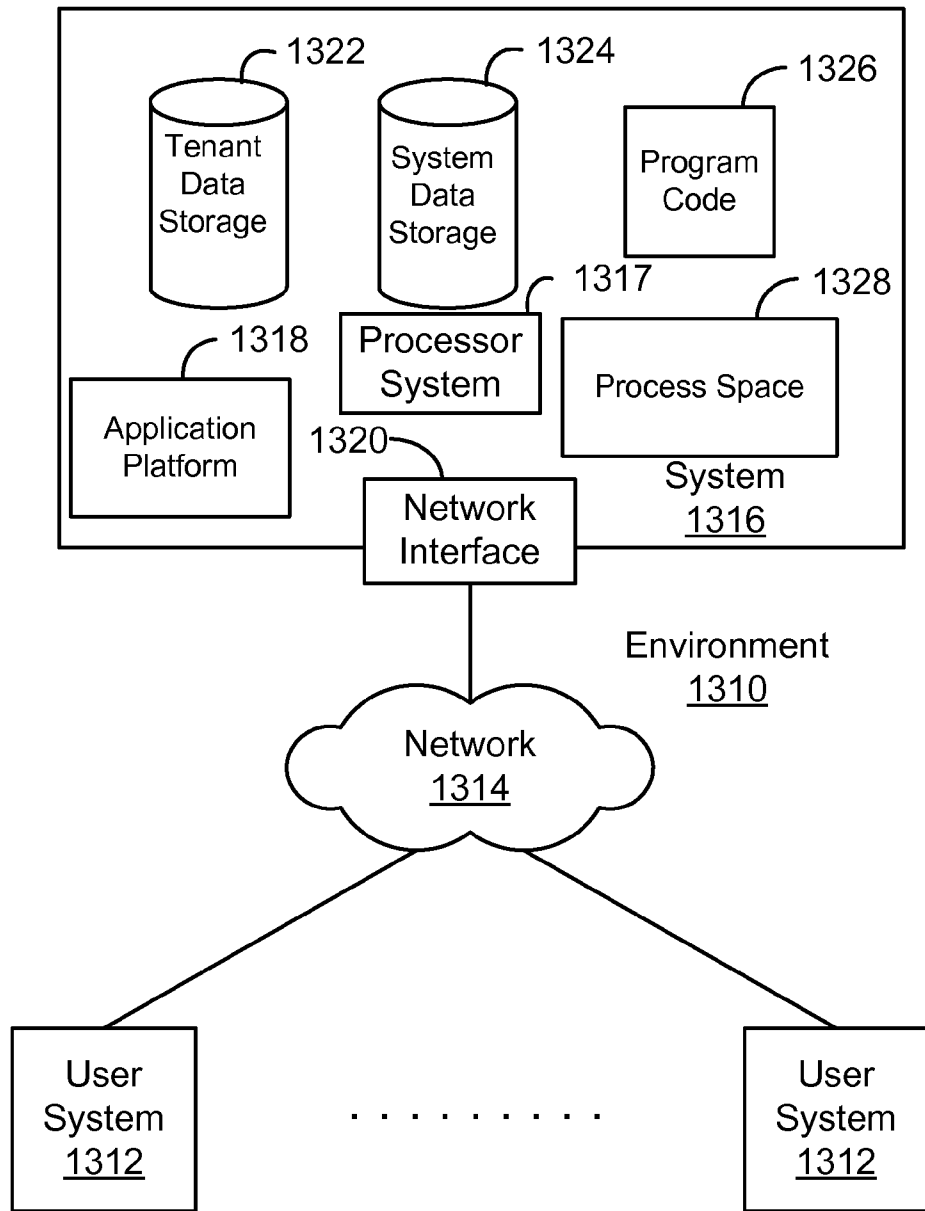 1322
1324
1326
Tenant
Data
Storage
System
Data
Storage
Program
Code
1317
1328
1318
Processor
System
Process Space
Application
Platform
1320
System
1316
Network
Interface
Environment
1310
Network
1314
User
System
1312
. . . . . . . . .
User
System
1312